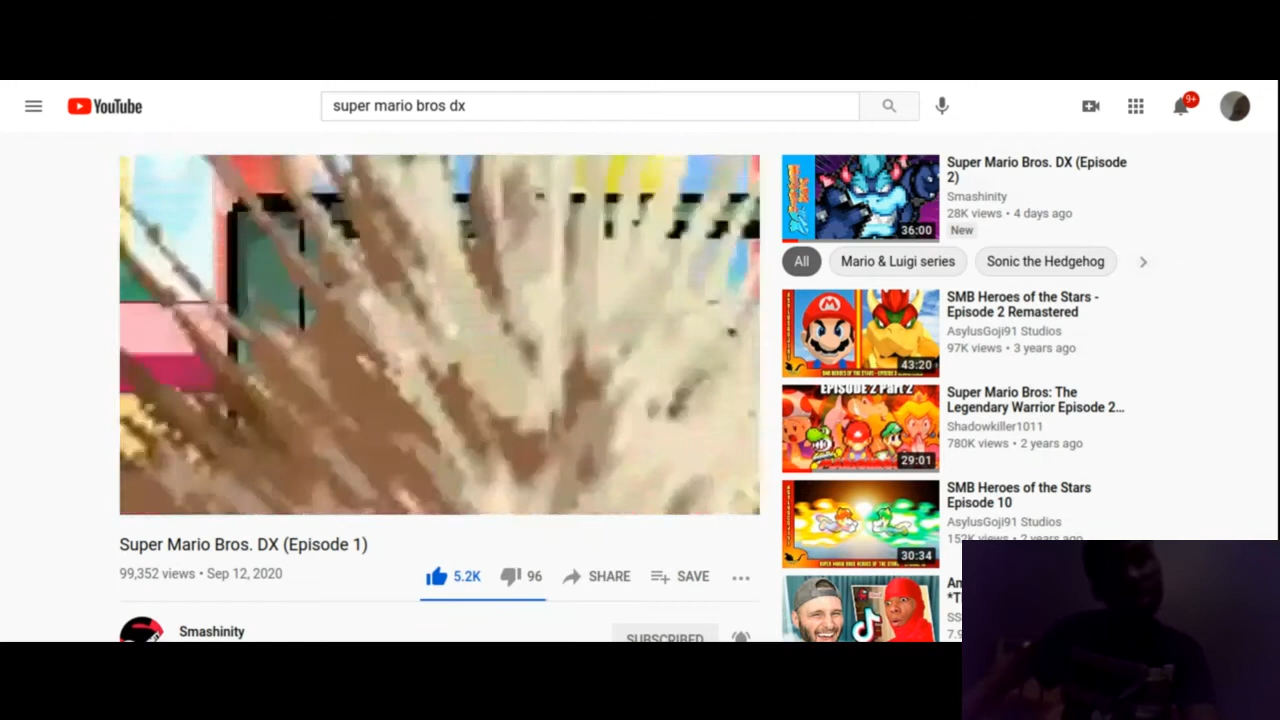 YouTube
super mario bros dx
9+
Super Mario Bros. DX (Episode 2)
Smashinity
28K views • 4 days ago
New
36:00
All
Mario & Luigi series
Sonic the Hedgehog
SMB Heroes of the Stars -
Episode 2 Remastered
AsylusGoji91 Studios
97K views • 3 years ago
43:20
EPISODE 2 Part 2
Super Mario Bros: The
Legendary Warrior Episode 2...
Shadowkiller1011
780K views • 2 years ago
29:01
SMB Heroes of the Stars
Episode 10
AsylusGoji91 Studios
152K views • 2 years ago
30:34
Super Mario Bros. DX (Episode 1)
99,352 views • Sep 12, 2020
5.2K
96
SHARE
SAVE
Smashinity
SUBSCRIBED